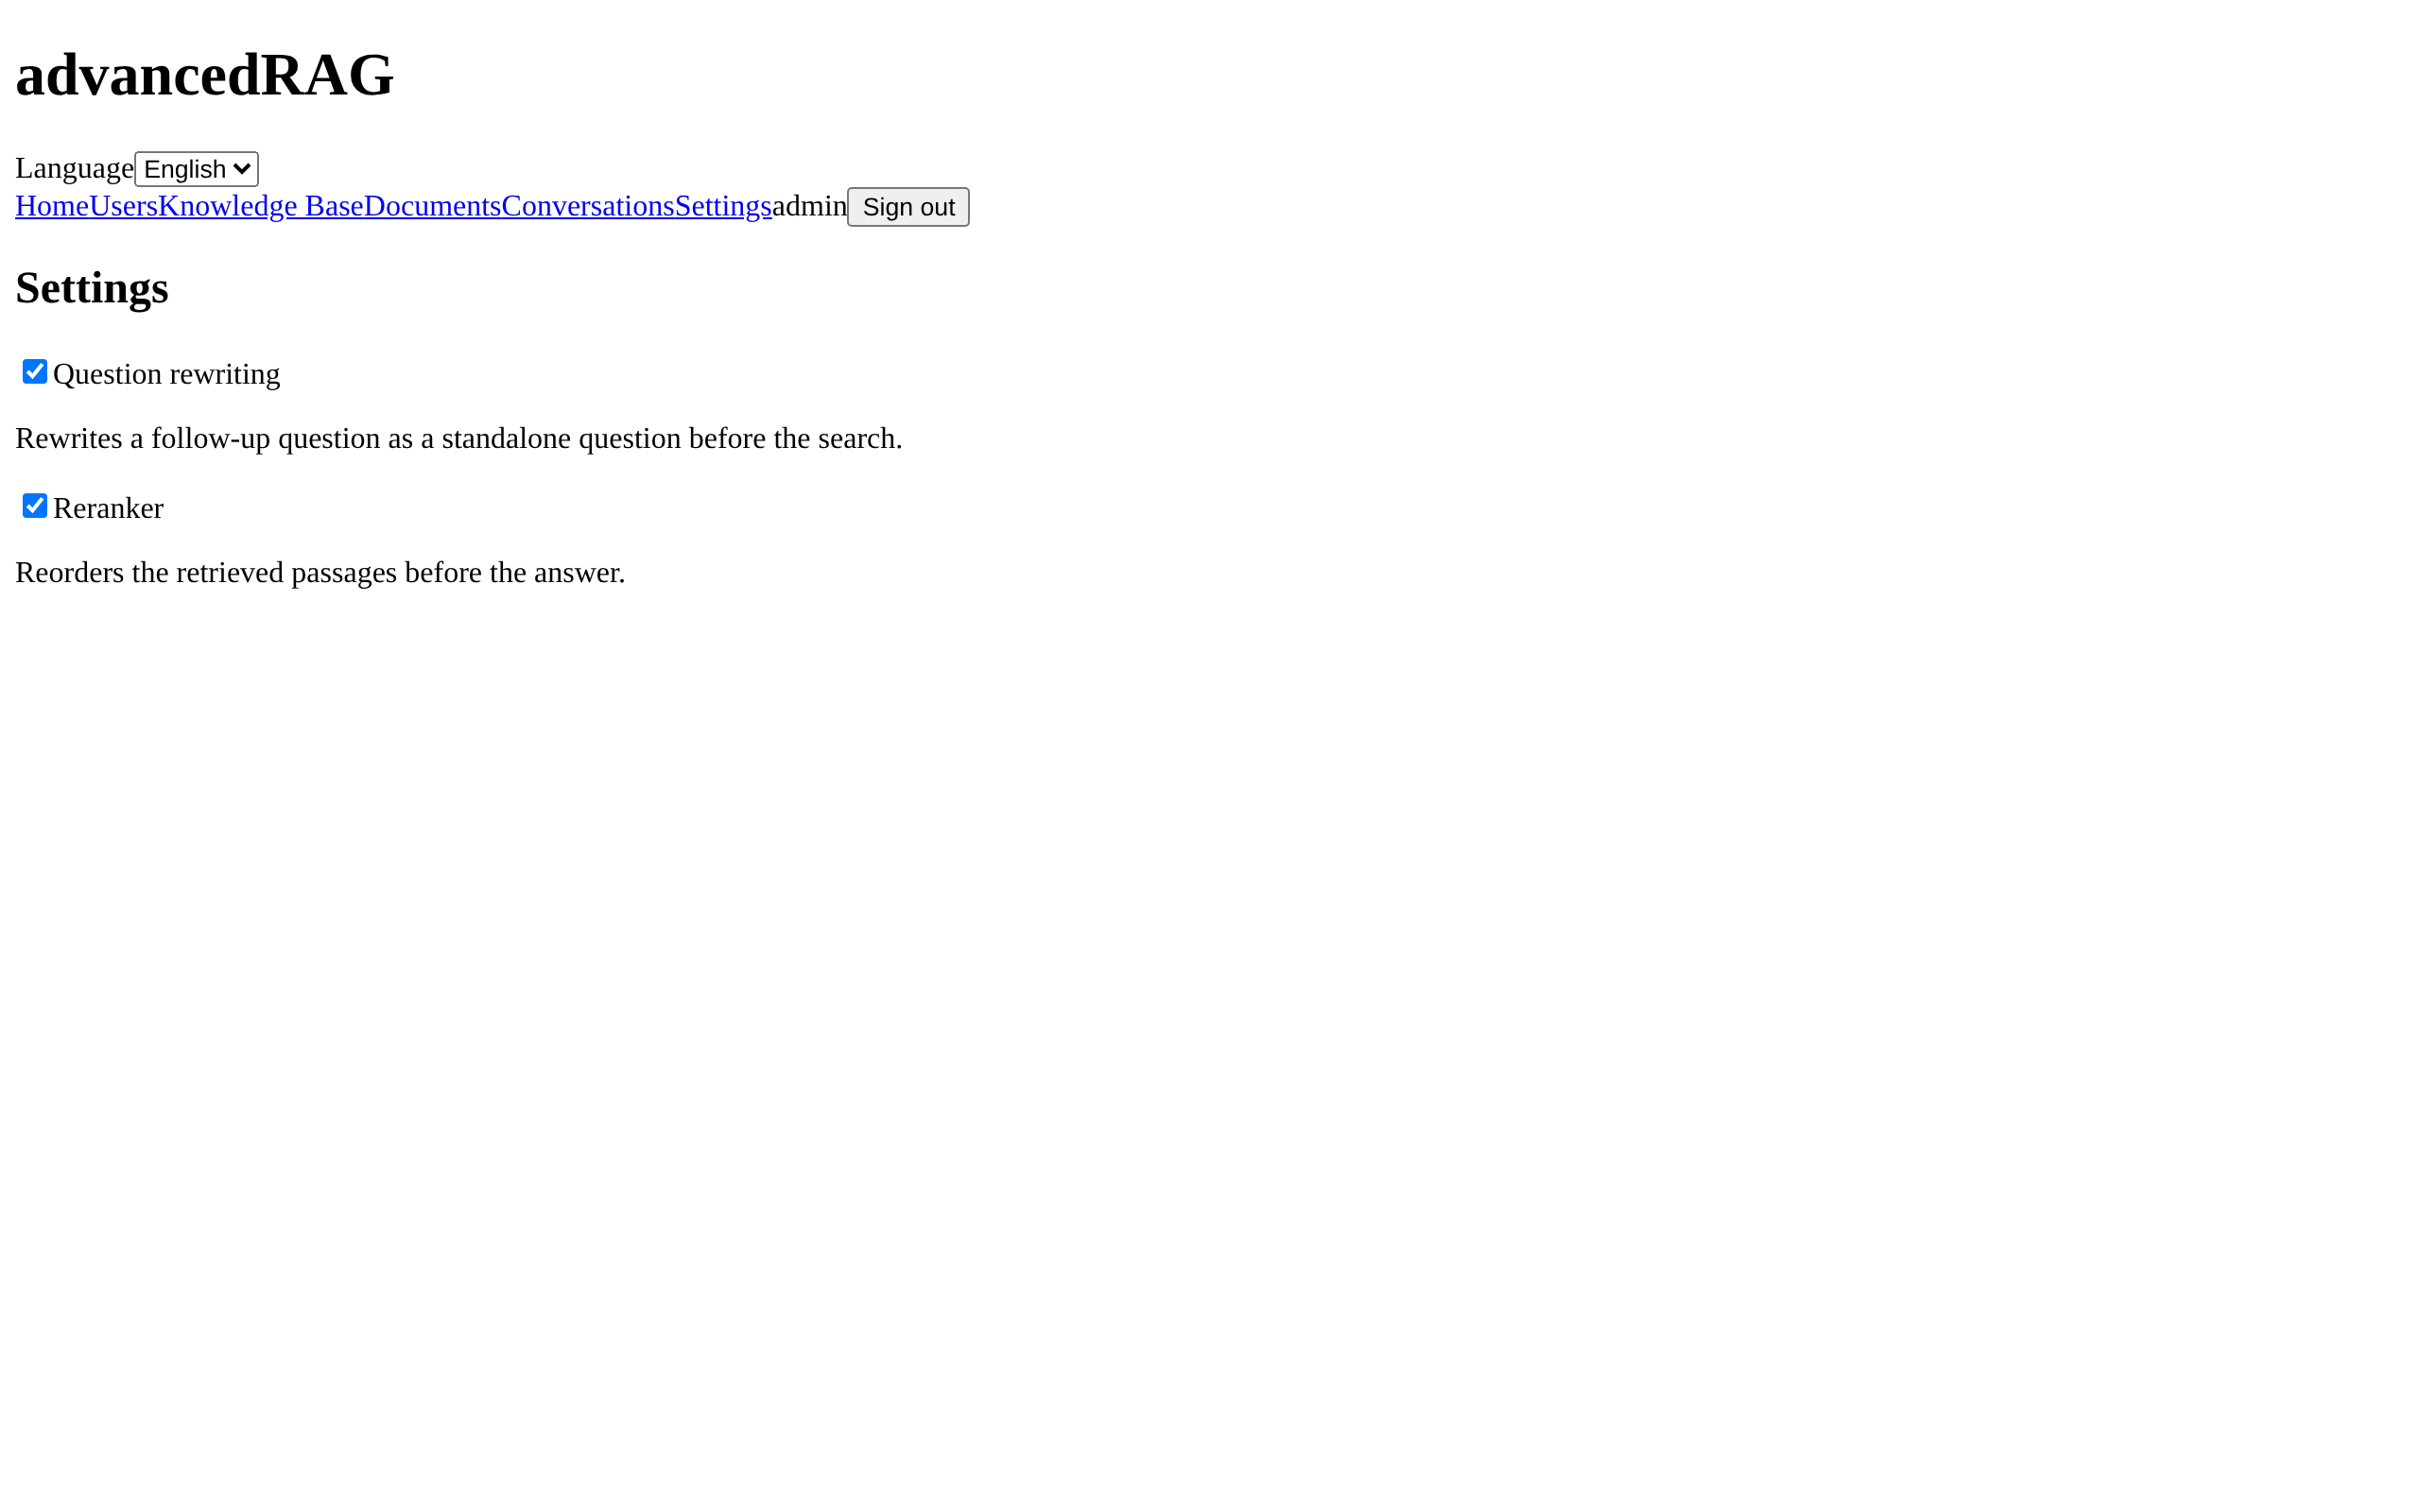 advancedRAG
Language English
HomeUsersKnowledge BaseDocumentsConversationsSettingsadmin Sign out
Settings
Question rewriting
Rewrites a follow-up question as a standalone question before the search.
Reranker
Reorders the retrieved passages before the answer.